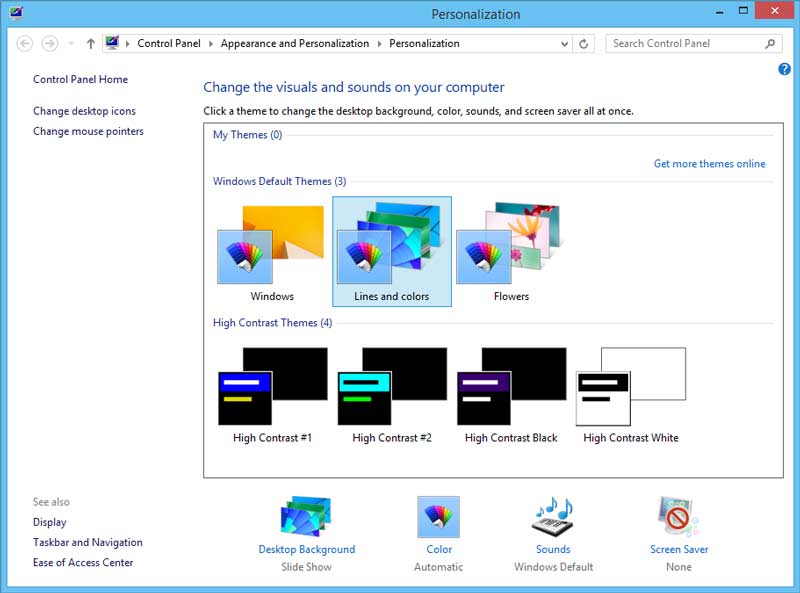 Personalization
Control Panel Appearance and Personalization Personalization
Search Control Panel
Control Panel Home
Change desktop icons
Change mouse pointers
Change the visuals and sounds on your computer
Click a theme to change the desktop background, color, sounds, and screen saver all at once.
My Themes (0)
Get more themes online
Windows Default Themes (3)
Windows
Lines and colors
Flowers
High Contrast Themes (4)
High Contrast #1
High Contrast #2
High Contrast Black
High Contrast White
See also
Display
Taskbar and Navigation
Ease of Access Center
Desktop Background
Slide Show
Color
Automatic
Sounds
Windows Default
Screen Saver
None